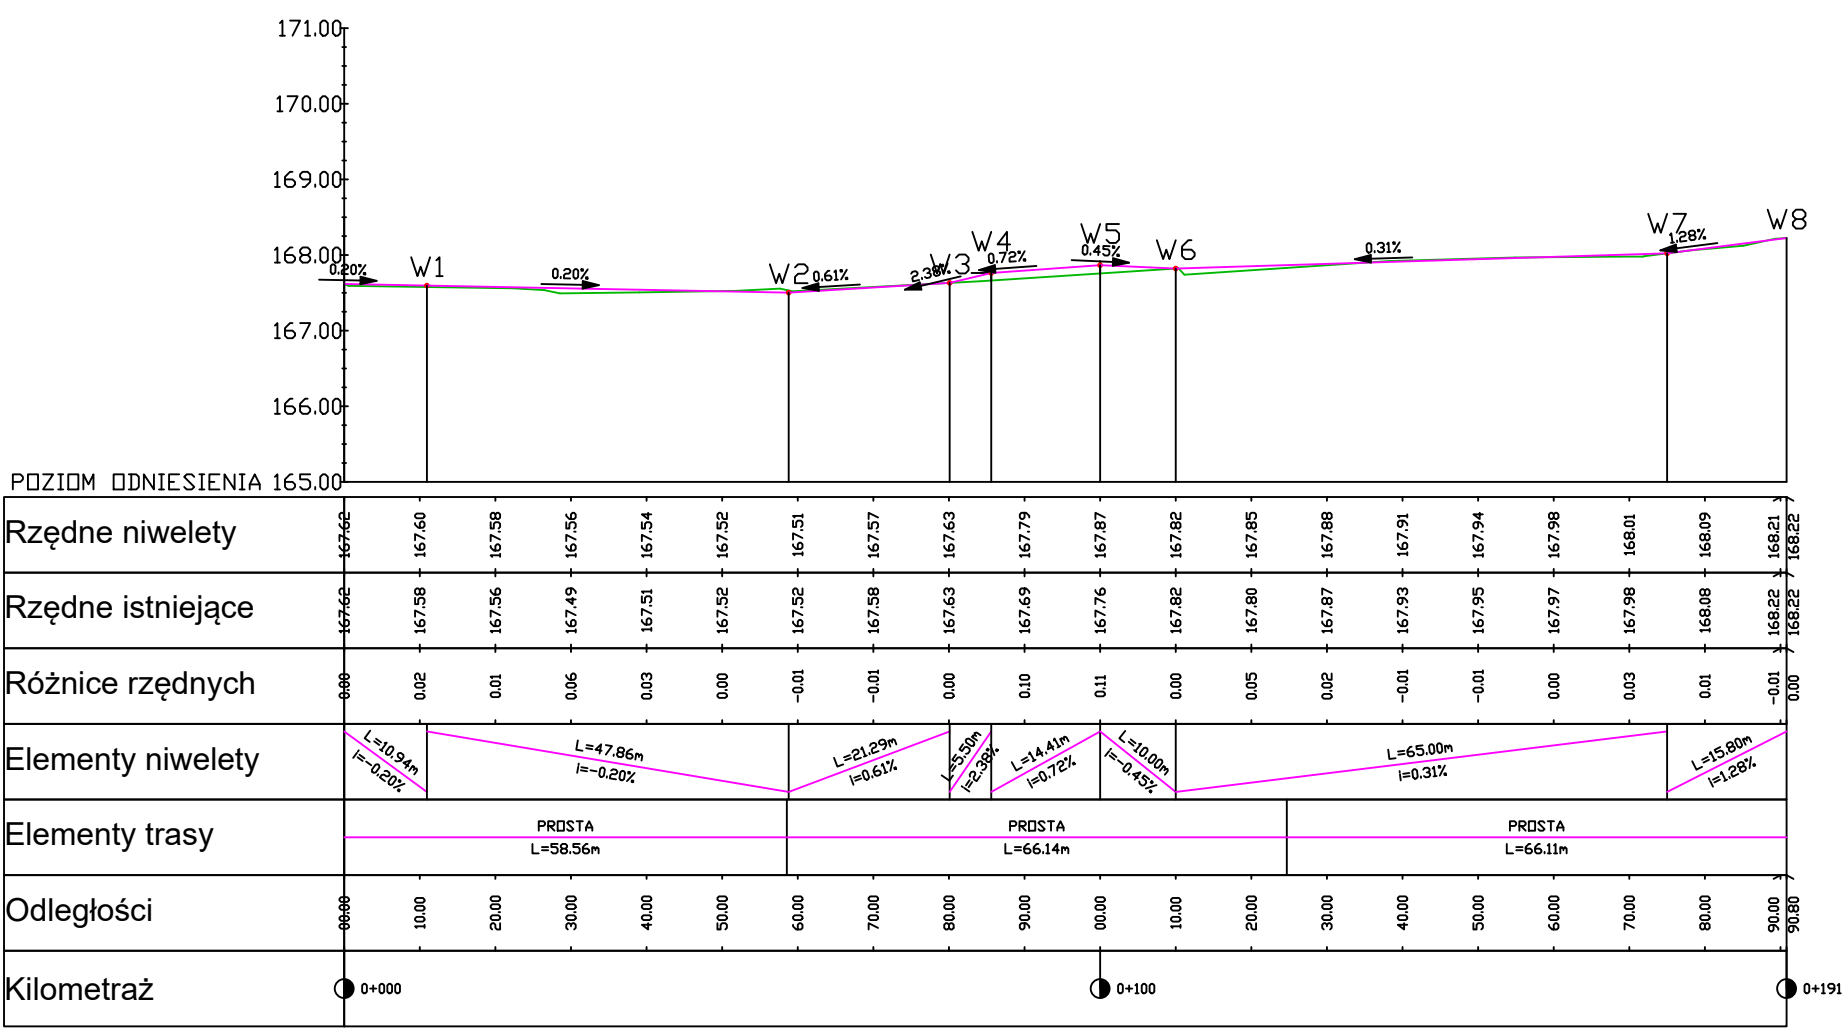 171.00
170.00
169.00
168.00
167.00
166.00
POZIOM ODNIESIENIA 165.00
0.20%
W1
0.20%
W2
0.61%
2.38%
W3
W4
0.72%
W5
0.45%
W6
0.31%
W7
1.28%
W8
Rzędne niwelety
167.62 167.60 167.58 167.56 167.54 167.52 167.51 167.57 167.63 167.79 167.87 167.82 167.85 167.88 167.91 167.94 167.98 168.01 168.09 168.21 168.22
Rzędne istniejące
167.62 167.58 167.56 167.49 167.51 167.52 167.52 167.58 167.63 167.69 167.76 167.82 167.80 167.87 167.93 167.95 167.97 167.98 168.08 168.22 168.22
Różnice rzędnych
0.00 0.02 0.01 0.06 0.03 0.00 -0.01 -0.01 0.00 0.10 0.11 0.00 0.05 0.02 -0.01 -0.01 0.00 0.03 0.01 -0.01 0.00
Elementy niwelety
L=10.94m
i=-0.20%
L=47.86m
i=-0.20%
L=21.29m
i=0.61%
L=5.50m
i=2.38%
L=14.41m
i=0.72%
L=10.00m
i=-0.45%
L=65.00m
i=0.31%
L=15.80m
i=1.28%
Elementy trasy
PROSTA
L=58.56m
PROSTA
L=66.14m
PROSTA
L=66.11m
Odległości
00.00 10.00 20.00 30.00 40.00 50.00 60.00 70.00 80.00 90.00 00.00 10.00 20.00 30.00 40.00 50.00 60.00 70.00 80.00 90.00 90.80
Kilometraż
0+000
0+100
0+191